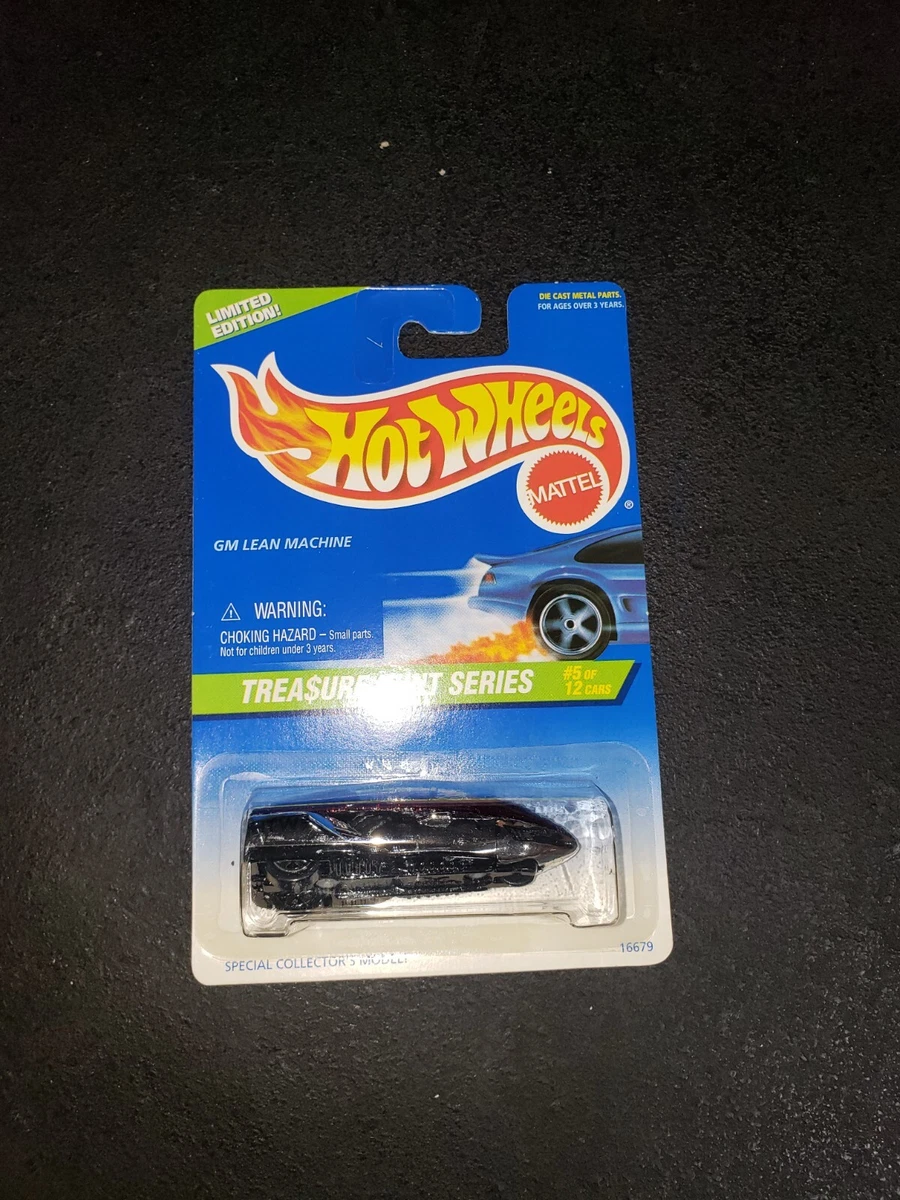 LIMITED
EDITION!
DIE CAST METAL PARTS.
FOR AGES OVER 3 YEARS.
HOT WHEELS
MATTEL
®
GM LEAN MACHINE
⚠ WARNING:
CHOKING HAZARD – Small parts.
Not for children under 3 years.
TREA$URE HUNT SERIES
#5 OF
12 CARS
SPECIAL COLLECTOR'S MODEL!
16679